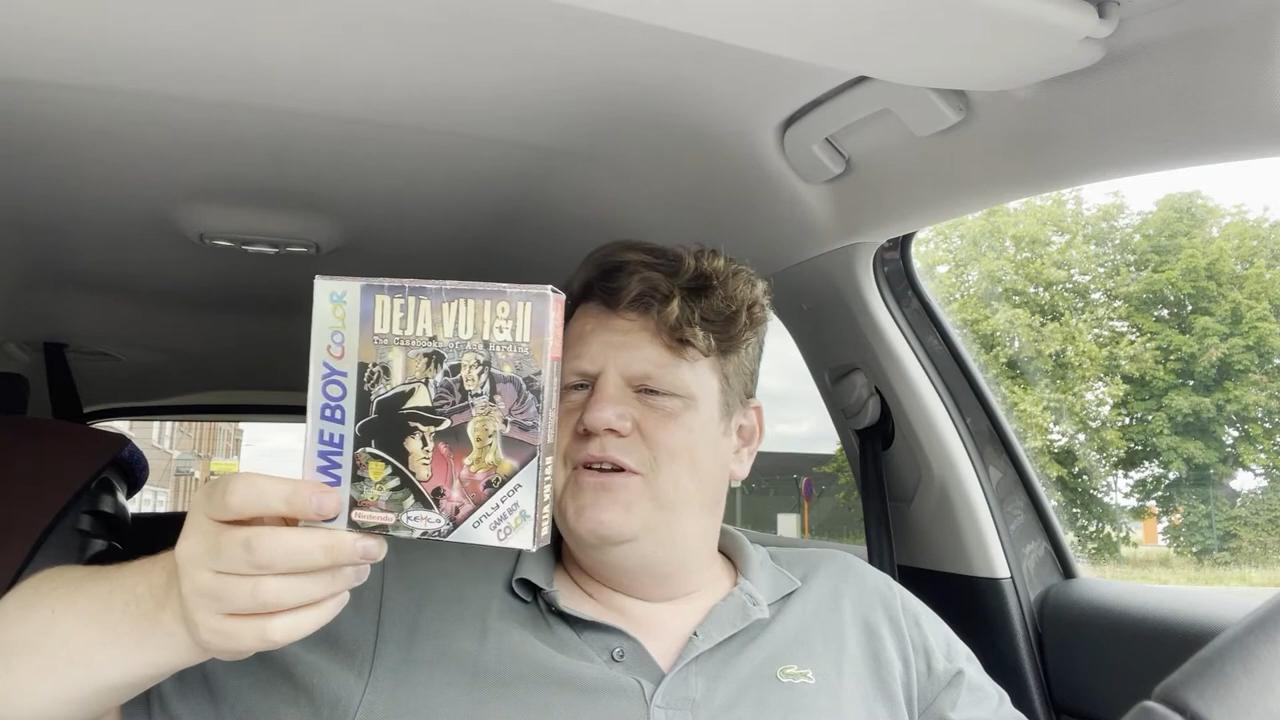 DÉJÀ VU I & II
The Casebooks of Ace Harding
GAME BOY COLOR
Nintendo
KEMCO
ONLY FOR
GAME BOY
COLOR